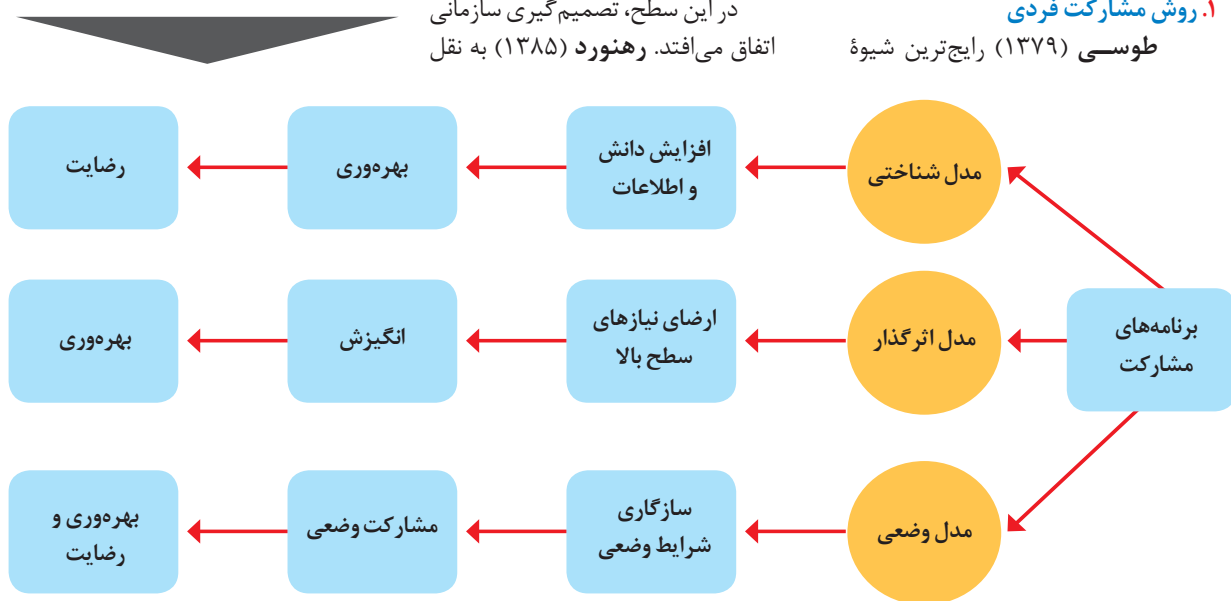 ۱. روش مشارکت فردی
طوســی (۱۳۷۹) رایج‌ترین شیوهٔ
در این سطح، تصمیم‌گیری سازمانی
اتفاق می‌افتد. رهنورد (۱۳۸۵) به نقل
برنامه‌های
مشارکت
مدل شناختی
افزایش دانش
و اطلاعات
بهره‌وری
رضایت
مدل اثرگذار
ارضای نیازهای
سطح بالا
انگیزش
بهره‌وری
مدل وضعی
سازگاری
شرایط وضعی
مشارکت وضعی
بهره‌وری و
رضایت